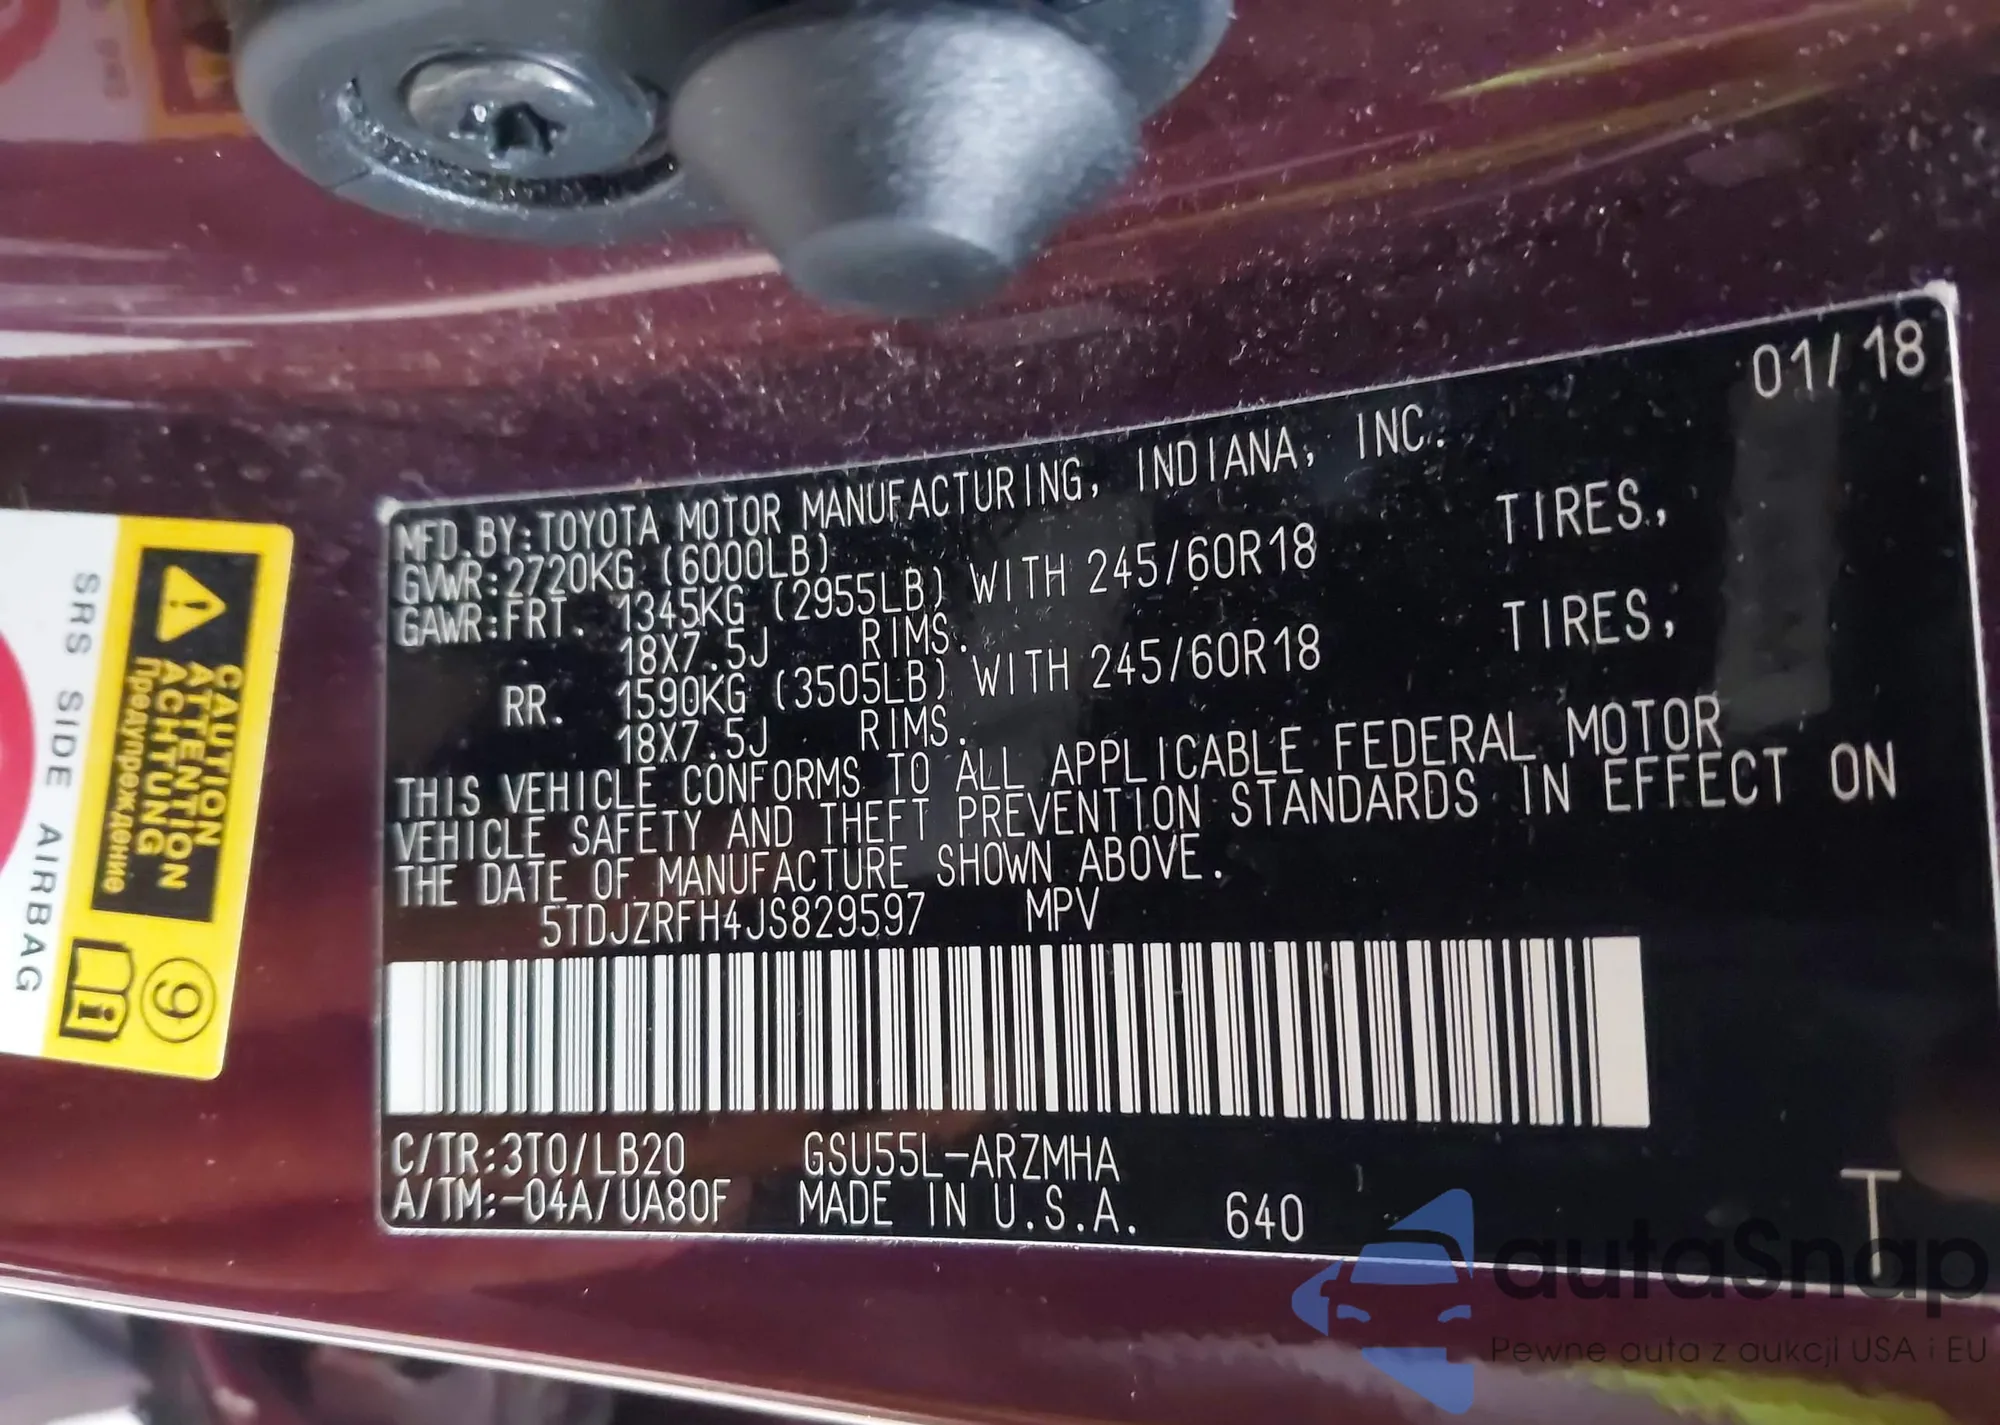 01/18
MFD.BY:TOYOTA MOTOR MANUFACTURING, INDIANA, INC.
GVWR:2720KG (6000LB)
GAWR:FRT. 1345KG (2955LB) WITH 245/60R18 TIRES,
18X7.5J RIMS.
RR. 1590KG (3505LB) WITH 245/60R18 TIRES,
18X7.5J RIMS.
THIS VEHICLE CONFORMS TO ALL APPLICABLE FEDERAL MOTOR
VEHICLE SAFETY AND THEFT PREVENTION STANDARDS IN EFFECT ON
THE DATE OF MANUFACTURE SHOWN ABOVE.
5TDJZRFH4JS829597 MPV
C/TR:3T0/LB20 GSU55L-ARZMHA
A/TM:-04A/UA80F MADE IN U.S.A. 640
T
CAUTION
ATTENTION
ACHTUNG
Предупреждение
SRS SIDE AIRBAG
9
i
autaSnap
Pewne auta z aukcji USA i EU